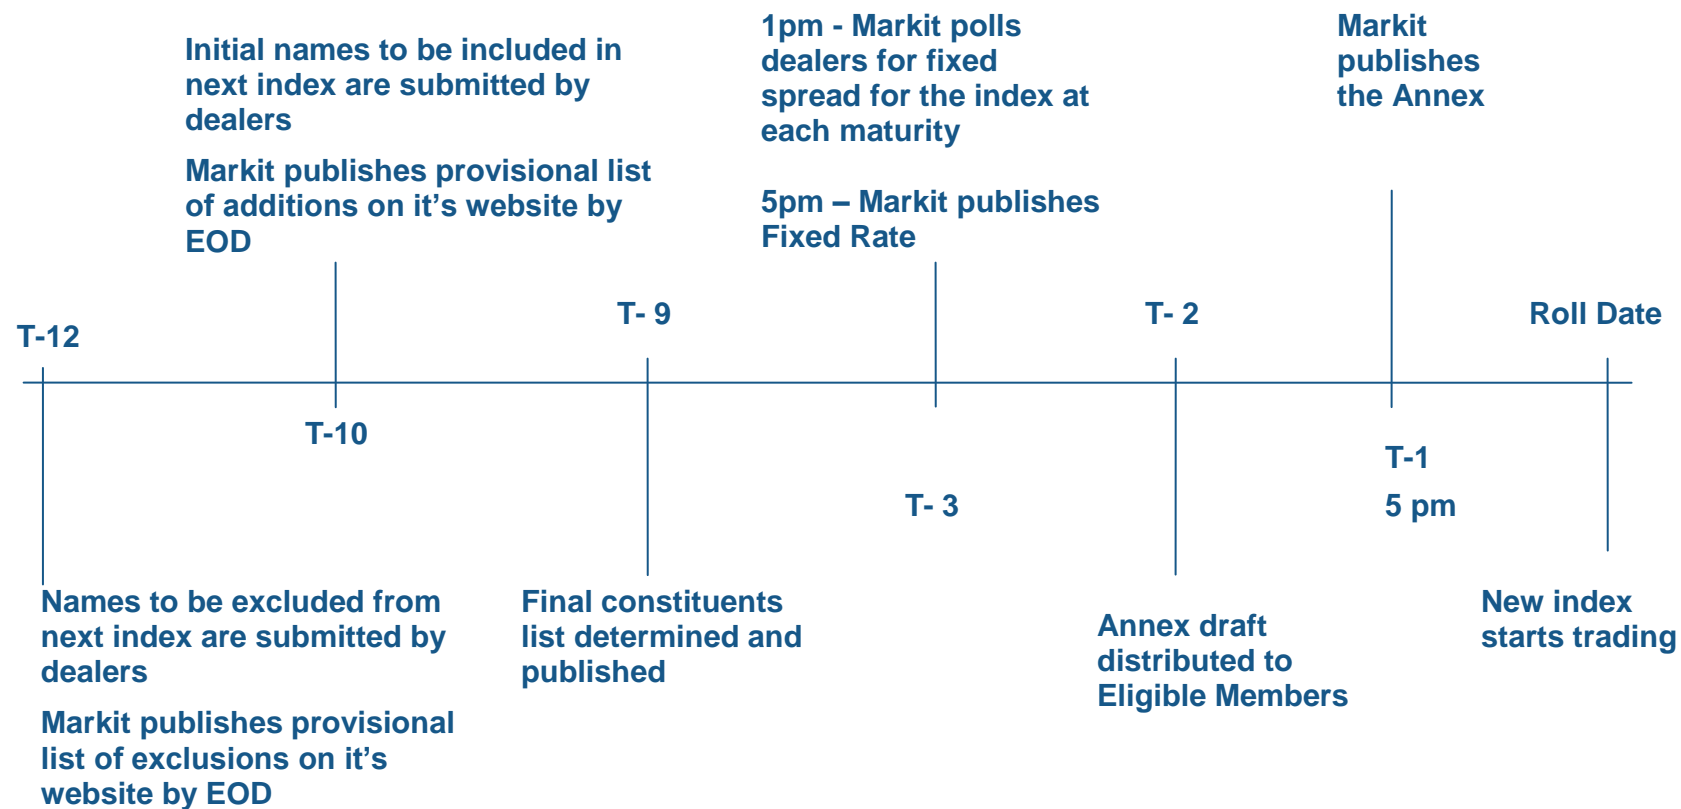 Initial names to be included in
next index are submitted by
dealers
Markit publishes provisional list
of additions on it’s website by
EOD
1pm - Markit polls
dealers for fixed
spread for the index at
each maturity
5pm – Markit publishes
Fixed Rate
Markit
publishes
the Annex
T-12
T- 9
T- 2
Roll Date
T-10
T- 3
T-1
5 pm
Names to be excluded from
next index are submitted by
dealers
Markit publishes provisional
list of exclusions on it’s
website by EOD
Final constituents
list determined and
published
Annex draft
distributed to
Eligible Members
New index
starts trading